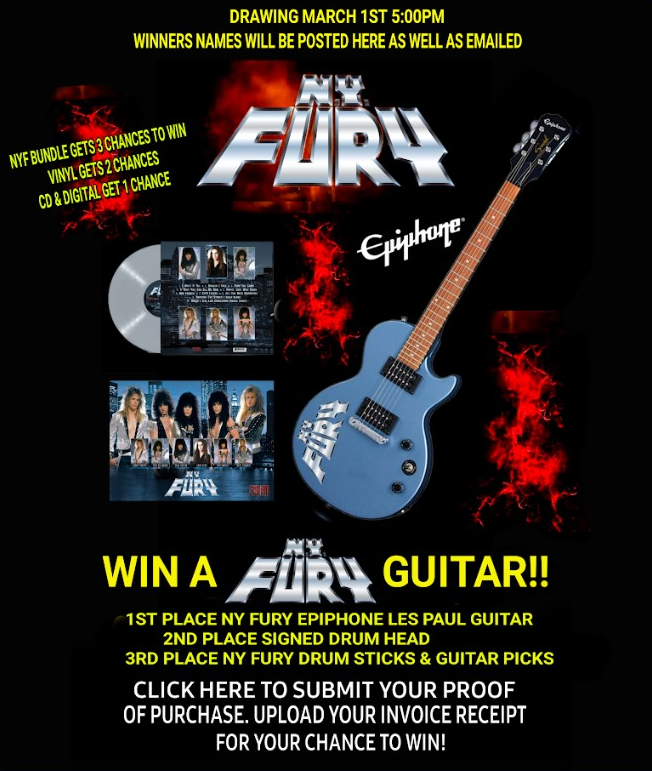 DRAWING MARCH 1ST 5:00PM
WINNERS NAMES WILL BE POSTED HERE AS WELL AS EMAILED
N.Y.
FURY
NYF BUNDLE GETS 3 CHANCES TO WIN
VINYL GETS 2 CHANCES
CD & DIGITAL GET 1 CHANCE
Epiphone
Epiphone
NY
FURY
N.Y.
FURY
WIN A N.Y. FURY GUITAR!!
1ST PLACE NY FURY EPIPHONE LES PAUL GUITAR
2ND PLACE SIGNED DRUM HEAD
3RD PLACE NY FURY DRUM STICKS & GUITAR PICKS
CLICK HERE TO SUBMIT YOUR PROOF
OF PURCHASE. UPLOAD YOUR INVOICE RECEIPT
FOR YOUR CHANCE TO WIN!